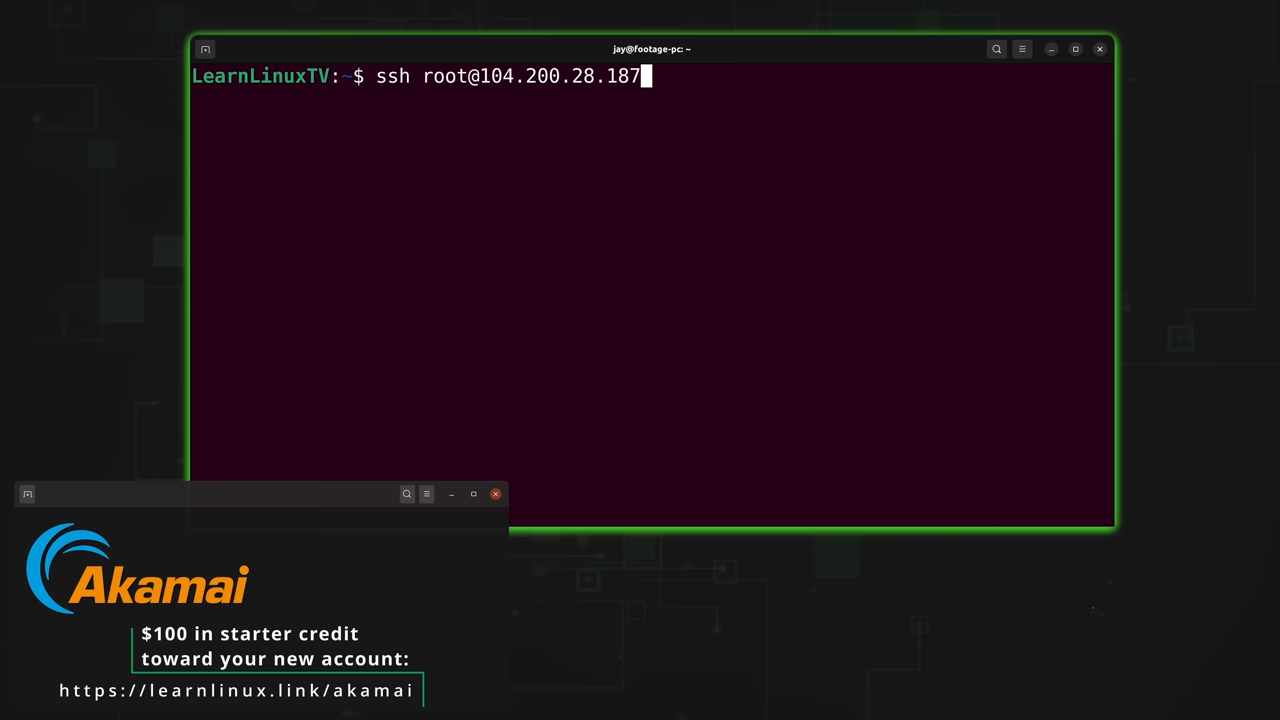 jay@footage-pc: ~
LearnLinuxTV:~$ ssh root@104.200.28.187
Akamai
$100 in starter credit
toward your new account:
https://learnlinux.link/akamai